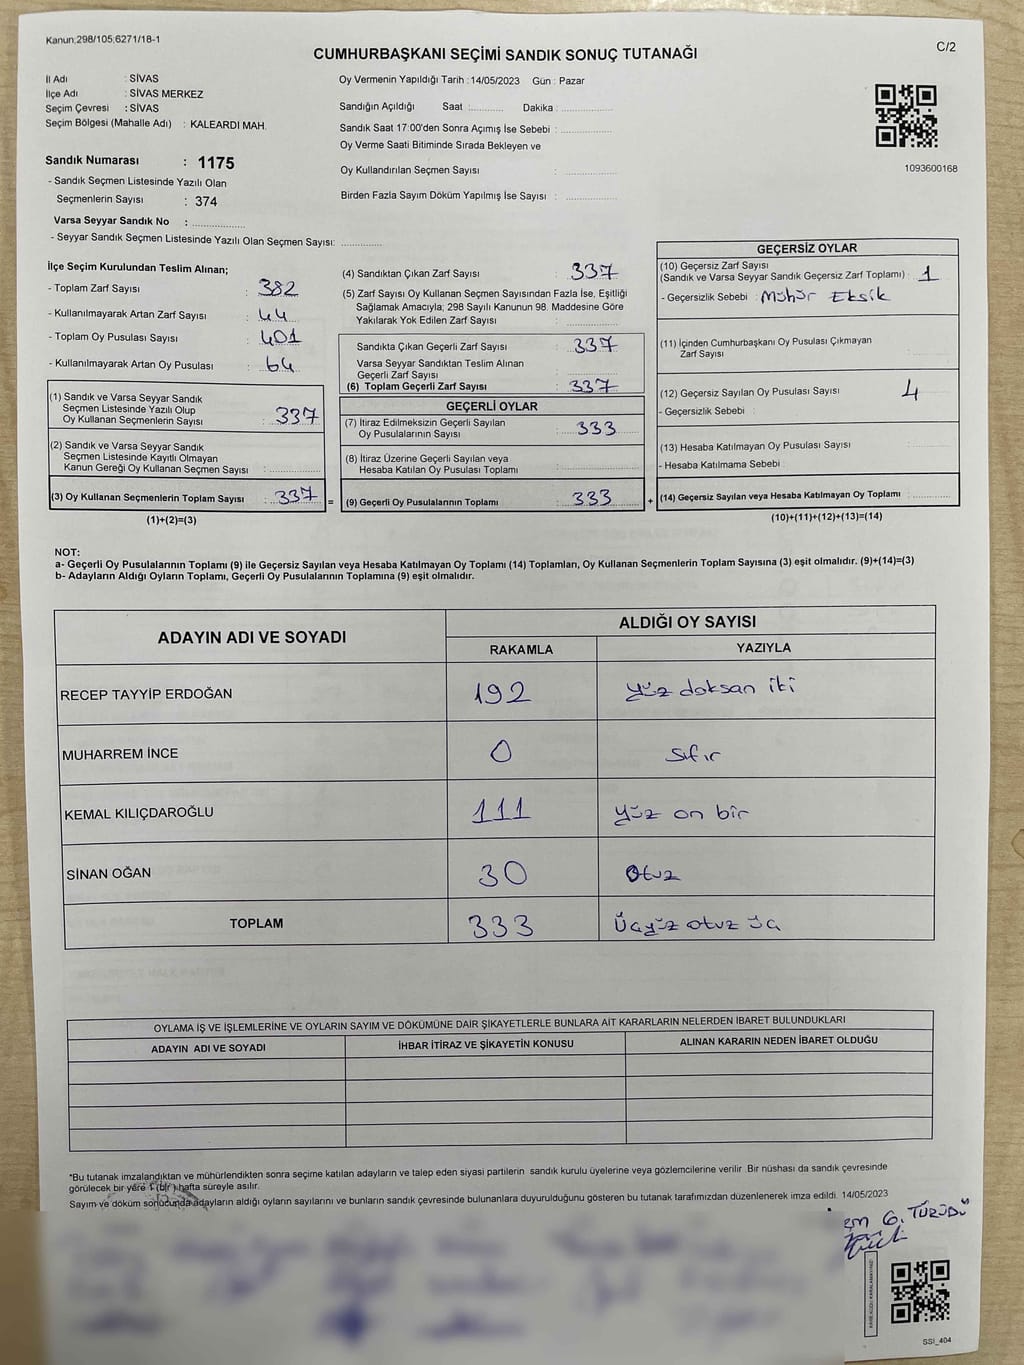 Kanun:298/105;6271/18-1
C/2
CUMHURBAŞKANI SEÇİMİ SANDIK SONUÇ TUTANAĞI
İl Adı : SİVAS
İlçe Adı : SİVAS MERKEZ
Seçim Çevresi : SİVAS
Seçim Bölgesi (Mahalle Adı) : KALEARDI MAH.
Sandık Numarası : 1175
- Sandık Seçmen Listesinde Yazılı Olan
Seçmenlerin Sayısı : 374
Varsa Seyyar Sandık No : ................
- Seyyar Sandık Seçmen Listesinde Yazılı Olan Seçmen Sayısı: ............
Oy Vermenin Yapıldığı Tarih :14/05/2023 Gün : Pazar
Sandığın Açıldığı Saat :........... Dakika :................
Sandık Saat 17:00'den Sonra Açımış İse Sebebi : ................
Oy Verme Saati Bitiminde Sırada Bekleyen ve
Oy Kullandırılan Seçmen Sayısı : ................
Birden Fazla Sayım Döküm Yapılmış İse Sayısı : ................
1093600168
İlçe Seçim Kurulundan Teslim Alınan;
- Toplam Zarf Sayısı : 382
- Kullanılmayarak Artan Zarf Sayısı : 44
- Toplam Oy Pusulası Sayısı : 401
- Kullanılmayarak Artan Oy Pusulası : 64
(1) Sandık ve Varsa Seyyar Sandık
Seçmen Listesinde Yazılı Olup
Oy Kullanan Seçmenlerin Sayısı : 337
(2) Sandık ve Varsa Seyyar Sandık
Seçmen Listesinde Kayıtlı Olmayan
Kanun Gereği Oy Kullanan Seçmen Sayısı :................
(3) Oy Kullanan Seçmenlerin Toplam Sayısı : 337 =
(1)+(2)=(3)
(4) Sandıktan Çıkan Zarf Sayısı : 337
(5) Zarf Sayısı Oy Kullanan Seçmen Sayısından Fazla İse, Eşitliği
Sağlamak Amacıyla; 298 Sayılı Kanunun 98. Maddesine Göre
Yakılarak Yok Edilen Zarf Sayısı : ................
Sandıkta Çıkan Geçerli Zarf Sayısı : 337
Varsa Seyyar Sandıktan Teslim Alınan
Geçerli Zarf Sayısı : ................
(6) Toplam Geçerli Zarf Sayısı : 337
GEÇERLİ OYLAR
(7) İtiraz Edilmeksizin Geçerli Sayılan
Oy Pusulalarının Sayısı : 333
(8) İtiraz Üzerine Geçerli Sayılan veya
Hesaba Katılan Oy Pusulası Toplamı : ................
(9) Geçerli Oy Pusulalarının Toplamı : 333 +
GEÇERSİZ OYLAR
(10) Geçersiz Zarf Sayısı
(Sandık ve Varsa Seyyar Sandık Geçersiz Zarf Toplamı) : 1
- Geçersizlik Sebebi : Mühür Eksik
(11) İçinden Cumhurbaşkanı Oy Pusulası Çıkmayan
Zarf Sayısı
(12) Geçersiz Sayılan Oy Pusulası Sayısı : 4
- Geçersizlik Sebebi :
(13) Hesaba Katılmayan Oy Pusulası Sayısı
- Hesaba Katılmama Sebebi :
(14) Geçersiz Sayılan veya Hesaba Katılmayan Oy Toplamı : ............
(10)+(11)+(12)+(13)=(14)
NOT:
a- Geçerli Oy Pusulalarının Toplamı (9) ile Geçersiz Sayılan veya Hesaba Katılmayan Oy Toplamı (14) Toplamları, Oy Kullanan Seçmenlerin Toplam Sayısına (3) eşit olmalıdır. (9)+(14)=(3)
b- Adayların Aldığı Oyların Toplamı, Geçerli Oy Pusulalarının Toplamına (9) eşit olmalıdır.
ADAYIN ADI VE SOYADI ALDIĞI OY SAYISI
RAKAMLA YAZIYLA
RECEP TAYYİP ERDOĞAN 192 Yüz doksan iki
MUHARREM İNCE 0 Sıfır
KEMAL KILIÇDAROĞLU 111 Yüz on bir
SİNAN OĞAN 30 Otuz
TOPLAM 333 Üçyüz otuz üç
OYLAMA İŞ VE İŞLEMLERİNE VE OYLARIN SAYIM VE DÖKÜMÜNE DAİR ŞİKAYETLERLE BUNLARA AİT KARARLARIN NELERDEN İBARET BULUNDUKLARI
ADAYIN ADI VE SOYADI İHBAR İTİRAZ VE ŞİKAYETİN KONUSU ALINAN KARARIN NEDEN İBARET OLDUĞU
*Bu tutanak imzalandıktan ve mühürlendikten sonra seçime katılan adayların ve talep eden siyasi partilerin sandık kurulu üyelerine veya gözlemcilerine verilir. Bir nüshası da sandık çevresinde
görülecek bir yere 1 (bir) hafta süreyle asılır.
Sayım ve döküm sonucunda adayların aldığı oyların sayılarını ve bunların sandık çevresinde bulunanlara duyurulduğunu gösteren bu tutanak tarafımızdan düzenlenerek imza edildi. 14/05/2023
G. TÜRÜDÜ
SSI_404